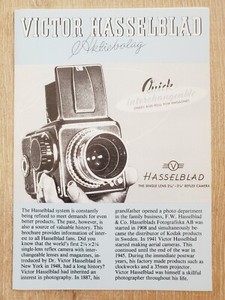 VICTOR HASSELBLAD
Aktiebolag
Quick
interchangeable
V
HASSELBLAD
THE SINGLE LENS 2¼ x 2¼ REFLEX CAMERA
The Hasselblad system is constantly
being refined to meet demands for even
better products. The past, however, is
also a source of valuable history. This
brochure provides information of inter-
est to all Hasselblad fans. Did you
know that the world's first 2¼ × 2¼
single-lens reflex camera with inter-
changeable lenses and magazines, in-
troduced by Dr. Victor Hasselblad in
New York in 1948, had a long history?
Victor Hasselblad had inherited an
interest in photography. In 1887, his
grandfather opened a photo department
in the family business, F.W. Hasselblad
& Co. Hasselblads Fotografiska AB was
started in 1908 and simultaneously be-
came the distributor of Kodak products
in Sweden. In 1941 Victor Hasselblad
started making aerial cameras. This
continued until the end of the war in
1945. During the immediate postwar
years, his factory made products such as
clockworks and a 35mm projector.
Victor Hasselblad was himself a skilful
photographer throughout his life.